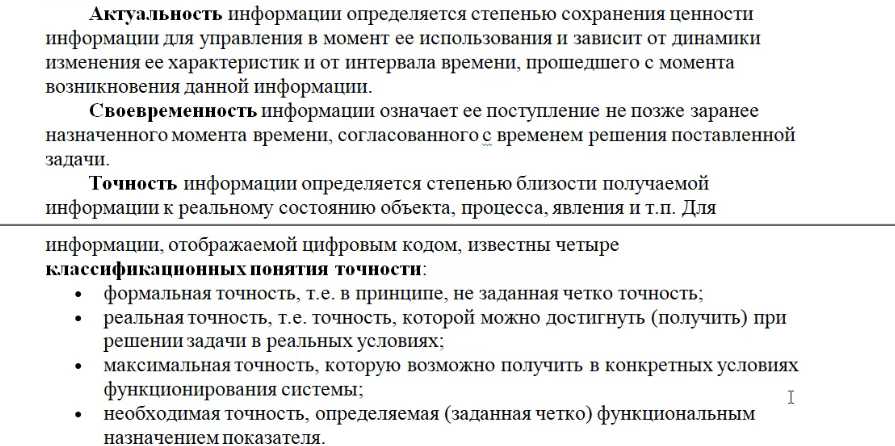 Актуальность информации определяется степенью сохранения ценности
информации для управления в момент ее использования и зависит от динамики
изменения ее характеристик и от интервала времени, прошедшего с момента
возникновения данной информации.
Своевременность информации означает ее поступление не позже заранее
назначенного момента времени, согласованного с временем решения поставленной
задачи.
Точность информации определяется степенью близости получаемой
информации к реальному состоянию объекта, процесса, явления и т.п. Для
информации, отображаемой цифровым кодом, известны четыре
классификационных понятия точности:
• формальная точность, т.е. в принципе, не заданная четко точность;
• реальная точность, т.е. точность, которой можно достигнуть (получить) при
решении задачи в реальных условиях;
• максимальная точность, которую возможно получить в конкретных условиях
функционирования системы;
• необходимая точность, определяемая (заданная четко) функциональным
назначением показателя.